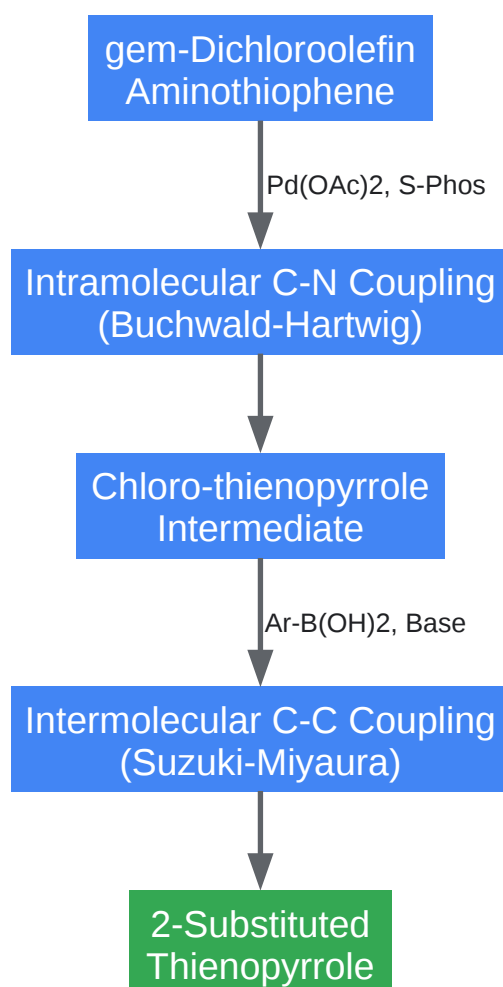 gem-Dichloroolefin
Aminothiophene
Pd(OAc)2, S-Phos
Intramolecular C-N Coupling
(Buchwald-Hartwig)
Chloro-thienopyrrole
Intermediate
Ar-B(OH)2, Base
Intermolecular C-C Coupling
(Suzuki-Miyaura)
2-Substituted
Thienopyrrole